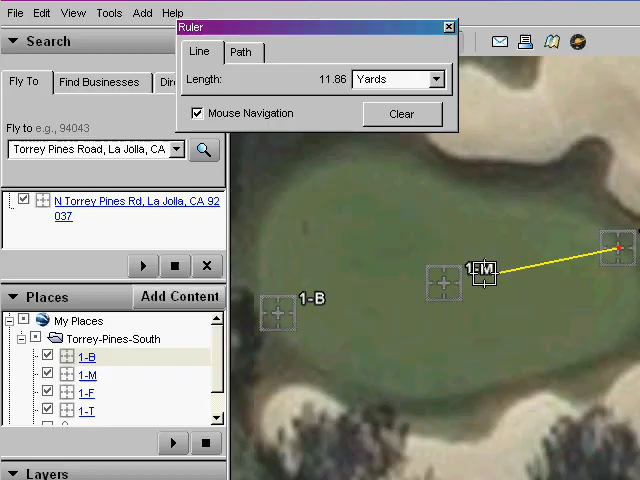 File Edit View Tools Add Help
Ruler
Line Path
Length: 11.86 Yards
Mouse Navigation Clear
Search
Fly To Find Businesses Dire
Fly to e.g., 94043
Torrey Pines Road, La Jolla, CA
N Torrey Pines Rd, La Jolla, CA 92
037
Places Add Content
My Places
Torrey-Pines-South
1-B
1-M
1-F
1-T
Layers
1-M
1-B